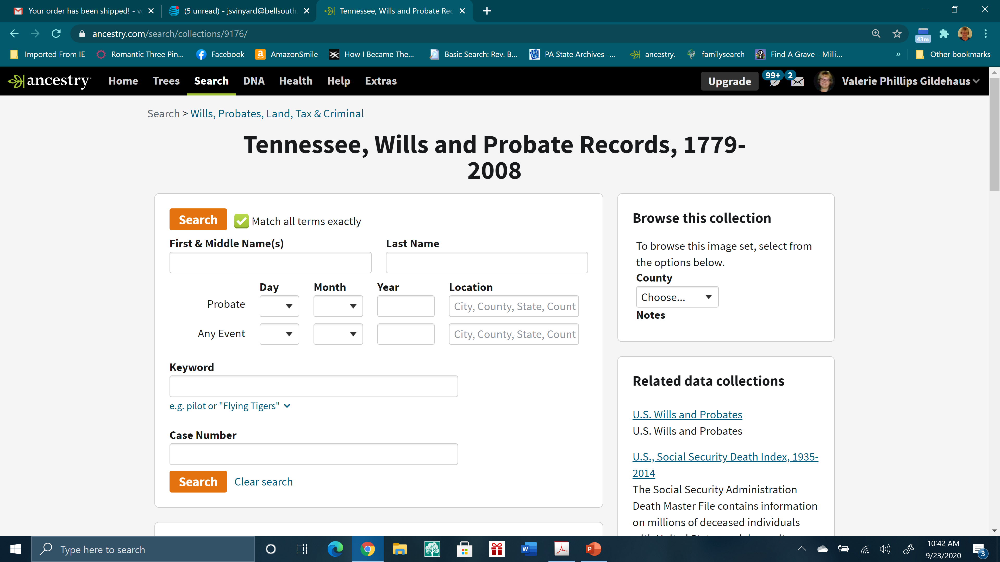 Your order has been shipped! - v
(5 unread) - jsvinyard@bellsouth.
Tennessee, Wills and Probate Rec
ancestry.com/search/collections/9176/
43m
Imported From IE
Romantic Three Pin...
Facebook
AmazonSmile
How I Became The...
Basic Search: Rev. B...
PA State Archives -...
ancestry.
familysearch
Find A Grave - Milli...
»
Other bookmarks
ancestry
Home
Trees
Search
DNA
Health
Help
Extras
Upgrade
99+
2
Valerie Phillips Gildehaus
Search > Wills, Probates, Land, Tax & Criminal
Tennessee, Wills and Probate Records, 1779-
2008
Search
Match all terms exactly
First & Middle Name(s)
Last Name
Day
Month
Year
Location
Probate
City, County, State, Count
Any Event
City, County, State, Count
Keyword
e.g. pilot or "Flying Tigers"
Case Number
Search
Clear search
Browse this collection
To browse this image set, select from
the options below.
County
Choose...
Notes
Related data collections
U.S. Wills and Probates
U.S. Wills and Probates
U.S., Social Security Death Index, 1935-
2014
The Social Security Administration
Death Master File contains information
on millions of deceased individuals
Type here to search
10:42 AM
9/23/2020
3